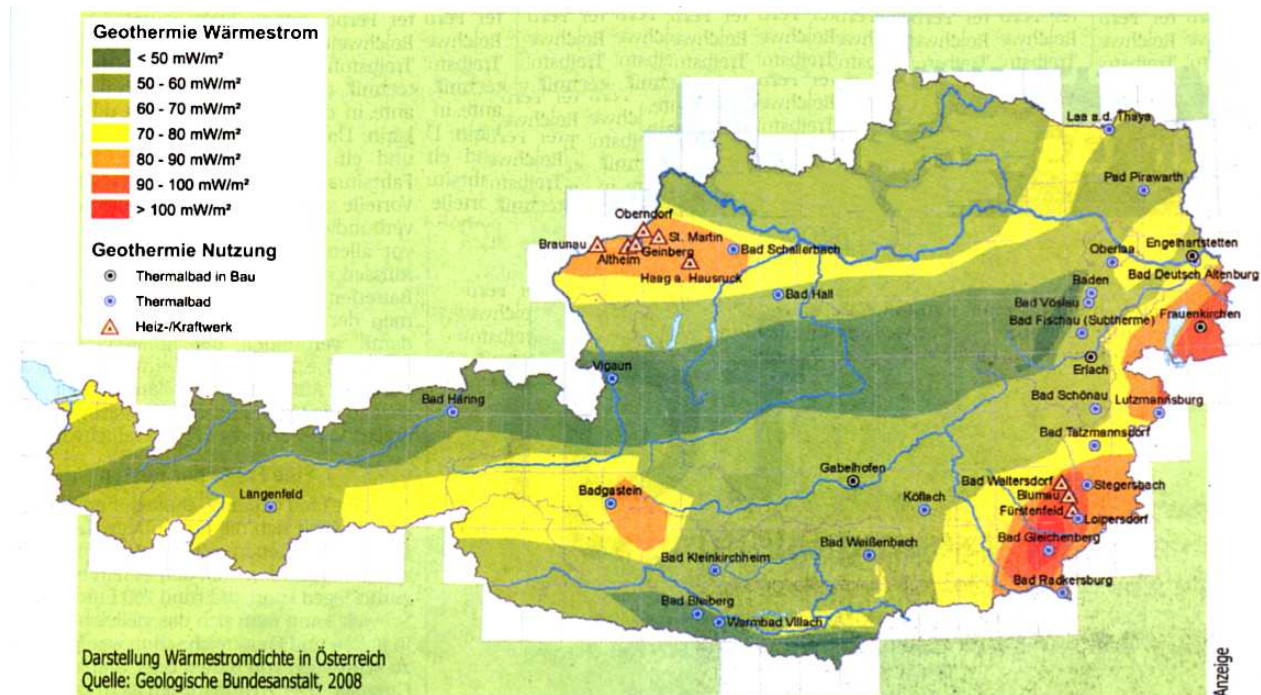 Geothermie Wärmestrom
< 50 mW/m²
50 - 60 mW/m²
60 - 70 mW/m²
70 - 80 mW/m²
80 - 90 mW/m²
90 - 100 mW/m²
> 100 mW/m²
Geothermie Nutzung
Thermalbad in Bau
Thermalbad
Heiz-/Kraftwerk
Laa a.d. Thaya
Pad Pirawarth
Oberndorf
Braunau
St. Martin
Altheim
Geinberg
Haag a. Hausruck
Bad Schallerbach
Bad Hall
Oberlaa
Engelhartstetten
Bad Deutsch Altenburg
Baden
Bad Vöslau
Bad Fischau (Subtherme)
Frauenkirchen
Erlach
Vigaun
Bad Häring
Bad Schönau
Lutzmannsburg
Bad Tatzmannsdorf
Längenfeld
Badgastein
Gabelhofen
Köflach
Bad Waltersdorf
Stegersbach
Blumau
Fürstenfeld
Loipersdorf
Bad Gleichenberg
Bad Radkersburg
Bad Weißenbach
Bad Kleinkirchheim
Bad Bleiberg
Warmbad Villach
Darstellung Wärmestromdichte in Österreich
Quelle: Geologische Bundesanstalt, 2008
Anzeige